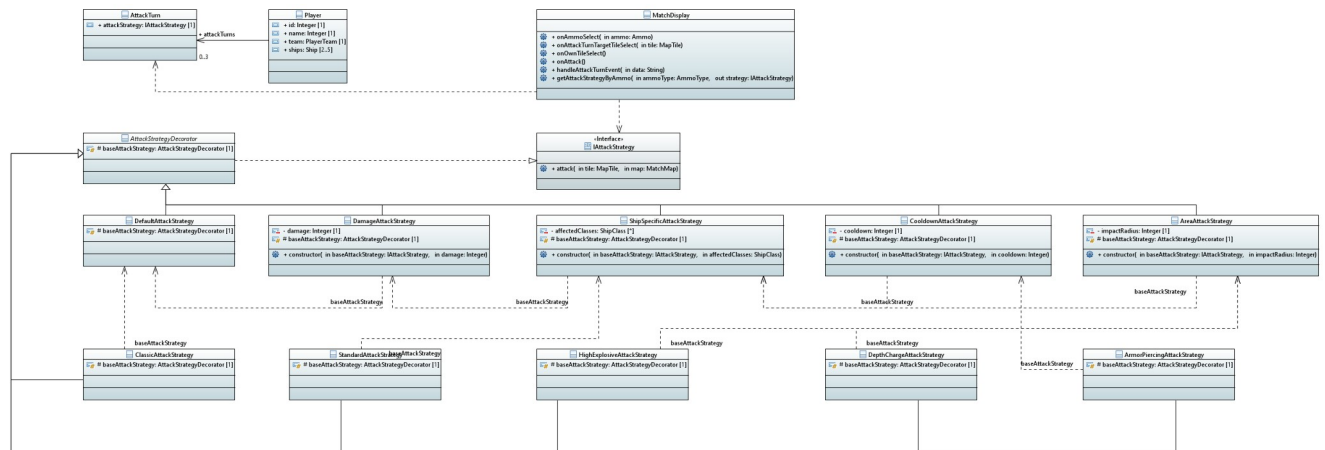 AttackTurn
+ attackStrategy: IAttackStrategy [1]
+ attackTurns
0..3
Player
+ id: Integer [1]
+ name: Integer [1]
+ team: PlayerTeam [1]
+ ships: Ship [2..5]
MatchDisplay
+ onAmmoSelect( in ammo: Ammo)
+ onAttackTurnTargetTileSelect( in tile: MapTile)
+ onOwnTileSelect()
+ onAttack()
+ handleAttackTurnEvent( in data: String)
+ getAttackStrategyByAmmo( in ammoType: AmmoType, out strategy: IAttackStrategy)
AttackStrategyDecorator
# baseAttackStrategy: AttackStrategyDecorator [1]
«Interface»
IAttackStrategy
+ attack( in tile: MapTile, in map: MatchMap)
DefaultAttackStrategy
# baseAttackStrategy: AttackStrategyDecorator [1]
DamageAttackStrategy
- damage: Integer [1]
# baseAttackStrategy: AttackStrategyDecorator [1]
+ constructor( in baseAttackStrategy: IAttackStrategy, in damage: Integer)
ShipSpecificAttackStrategy
- affectedClasses: ShipClass [*]
# baseAttackStrategy: AttackStrategyDecorator [1]
+ constructor( in baseAttackStrategy: IAttackStrategy, in affectedClasses: ShipClass)
CooldownAttackStrategy
- cooldown: Integer [1]
# baseAttackStrategy: AttackStrategyDecorator [1]
+ constructor( in baseAttackStrategy: IAttackStrategy, in cooldown: Integer)
AreaAttackStrategy
- impactRadius: Integer [1]
# baseAttackStrategy: AttackStrategyDecorator [1]
+ constructor( in baseAttackStrategy: IAttackStrategy, in impactRadius: Integer)
baseAttackStrategy
baseAttackStrategy
baseAttackStrategy
baseAttackStrategy
baseAttackStrategy
baseAttackStrategy
baseAttackStrategy
baseAttackStrategy
baseAttackStrategy
ClassicAttackStrategy
# baseAttackStrategy: AttackStrategyDecorator [1]
StandardAttackStrategy
# baseAttackStrategy: AttackStrategyDecorator [1]
HighExplosiveAttackStrategy
# baseAttackStrategy: AttackStrategyDecorator [1]
DepthChargeAttackStrategy
# baseAttackStrategy: AttackStrategyDecorator [1]
ArmorPiercingAttackStrategy
# baseAttackStrategy: AttackStrategyDecorator [1]